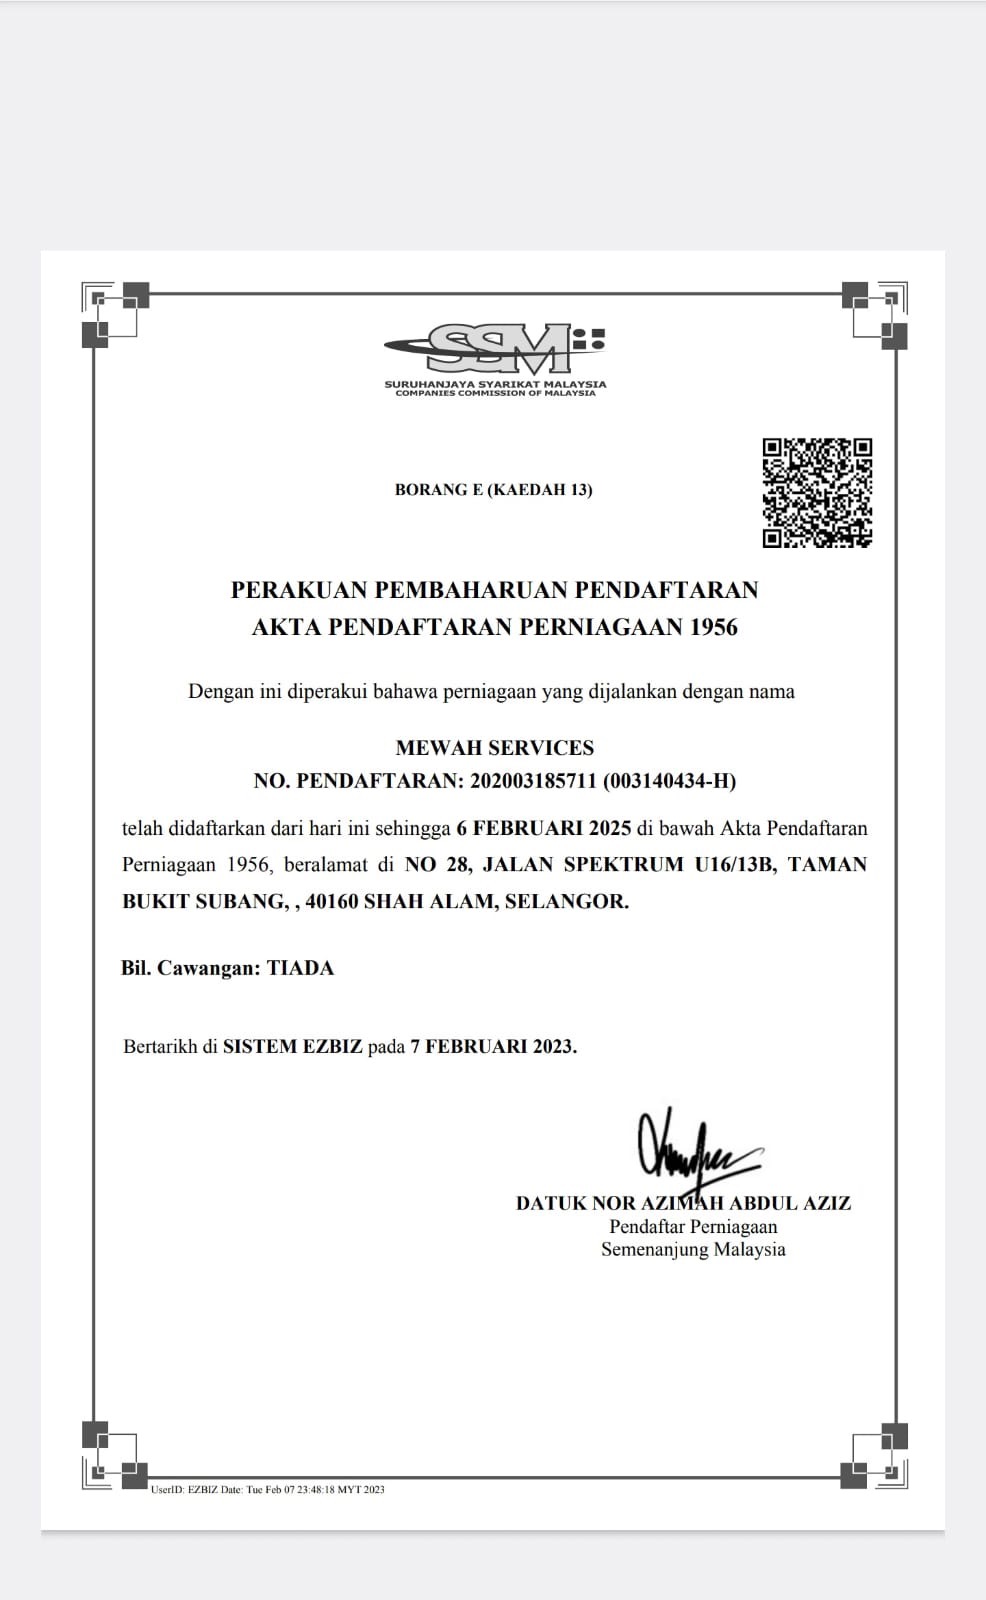 SSM
SURUHANJAYA SYARIKAT MALAYSIA
COMPANIES COMMISSION OF MALAYSIA
BORANG E (KAEDAH 13)
PERAKUAN PEMBAHARUAN PENDAFTARAN
AKTA PENDAFTARAN PERNIAGAAN 1956
Dengan ini diperakui bahawa perniagaan yang dijalankan dengan nama
MEWAH SERVICES
NO. PENDAFTARAN: 202003185711 (003140434-H)
telah didaftarkan dari hari ini sehingga 6 FEBRUARI 2025 di bawah Akta Pendaftaran
Perniagaan 1956, beralamat di NO 28, JALAN SPEKTRUM U16/13B, TAMAN
BUKIT SUBANG, , 40160 SHAH ALAM, SELANGOR.
Bil. Cawangan: TIADA
Bertarikh di SISTEM EZBIZ pada 7 FEBRUARI 2023.
DATUK NOR AZIMAH ABDUL AZIZ
Pendaftar Perniagaan
Semenanjung Malaysia
UserID: EZBIZ Date: Tue Feb 07 23:48:18 MYT 2023